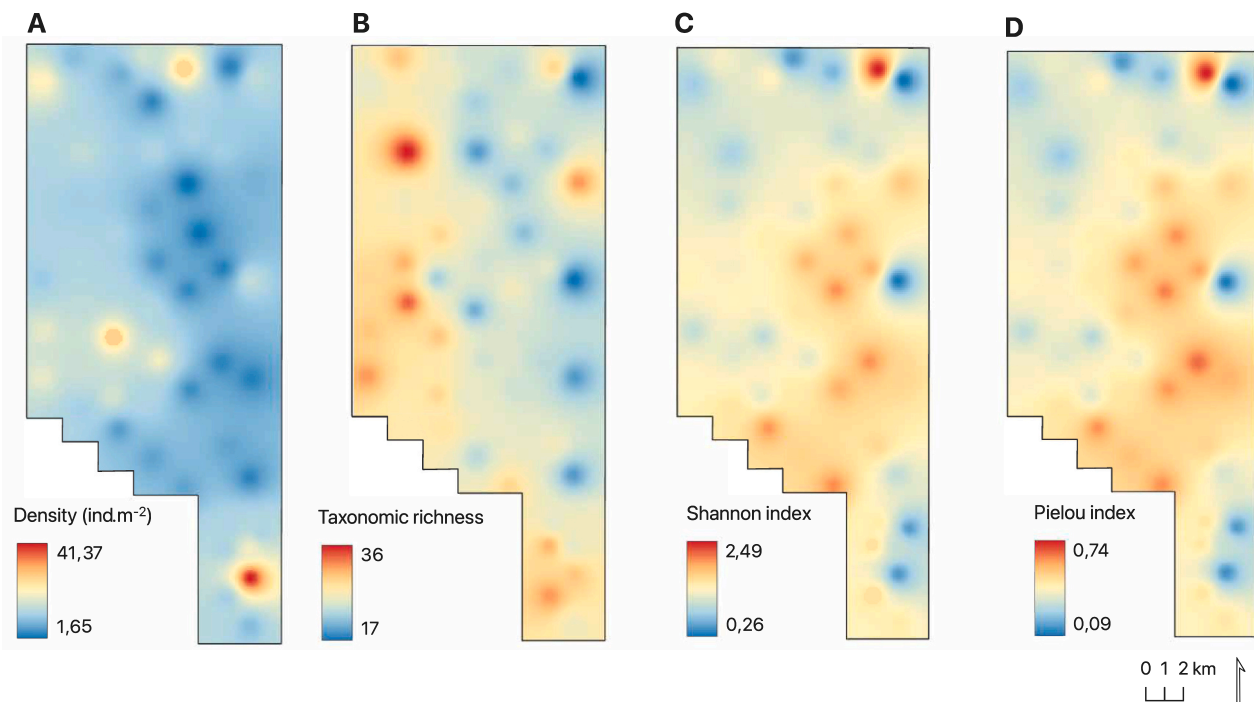 A
B
C
D
Density (ind.m-2)
41,37
1,65
Taxonomic richness
36
17
Shannon index
2,49
0,26
Pielou index
0,74
0,09
0 1 2 km